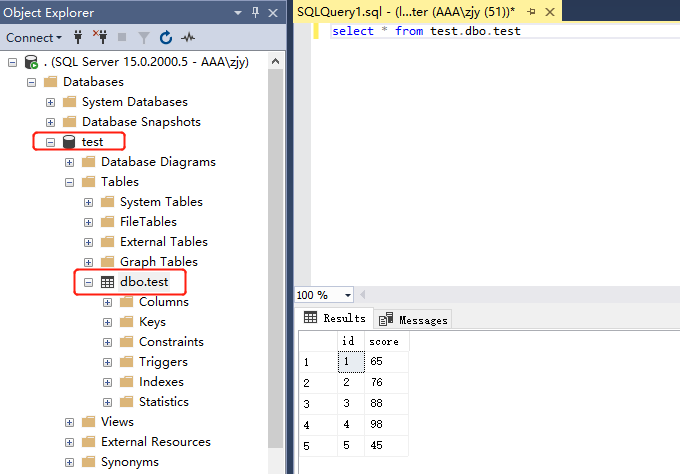 Object Explorer
Connect
. (SQL Server 15.0.2000.5 - AAA\zjy)
Databases
System Databases
Database Snapshots
test
Database Diagrams
Tables
System Tables
FileTables
External Tables
Graph Tables
dbo.test
Columns
Keys
Constraints
Triggers
Indexes
Statistics
Views
External Resources
Synonyms
SQLQuery1.sql - (l...ter (AAA\zjy (51))*
select * from test.dbo.test
100 %
Results Messages
id score
1 1 65
2 2 76
3 3 88
4 4 98
5 5 45